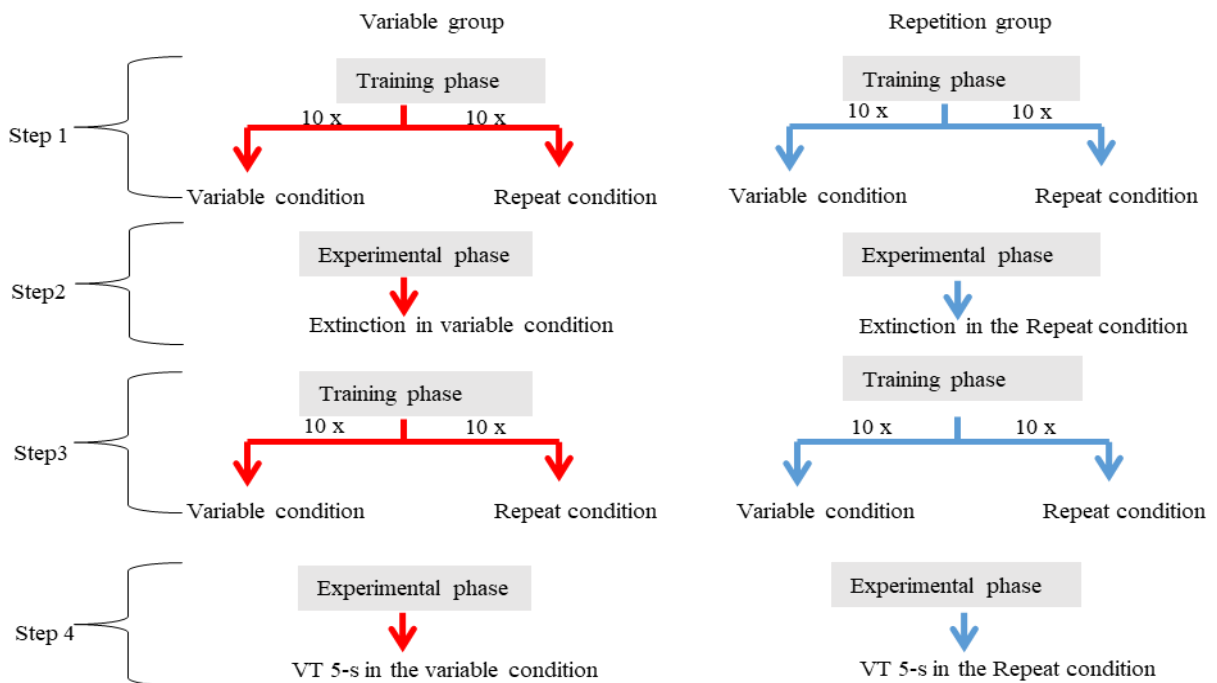 Variable group
Repetition group
Step 1
Training phase
10 x
10 x
Variable condition
Repeat condition
Training phase
10 x
10 x
Variable condition
Repeat condition
Step2
Experimental phase
Extinction in variable condition
Experimental phase
Extinction in the Repeat condition
Step3
Training phase
10 x
10 x
Variable condition
Repeat condition
Training phase
10 x
10 x
Variable condition
Repeat condition
Step 4
Experimental phase
VT 5-s in the variable condition
Experimental phase
VT 5-s in the Repeat condition